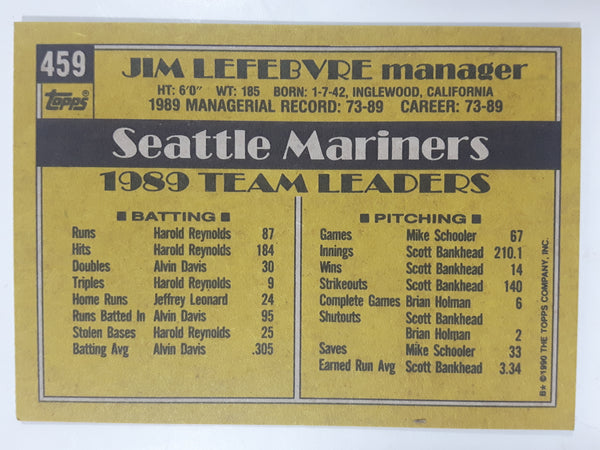 459
Topps®
JIM LEFEBVRE manager
HT: 6'0" WT: 185 BORN: 1-7-42, INGLEWOOD, CALIFORNIA
1989 MANAGERIAL RECORD: 73-89 CAREER: 73-89
Seattle Mariners
1989 TEAM LEADERS
BATTING
Runs Harold Reynolds 87
Hits Harold Reynolds 184
Doubles Alvin Davis 30
Triples Harold Reynolds 9
Home Runs Jeffrey Leonard 24
Runs Batted In Alvin Davis 95
Stolen Bases Harold Reynolds 25
Batting Avg Alvin Davis .305
PITCHING
Games Mike Schooler 67
Innings Scott Bankhead 210.1
Wins Scott Bankhead 14
Strikeouts Scott Bankhead 140
Complete Games Brian Holman 6
Shutouts Scott Bankhead
Brian Holman 2
Saves Mike Schooler 33
Earned Run Avg Scott Bankhead 3.34
B* ©1990 THE TOPPS COMPANY, INC.